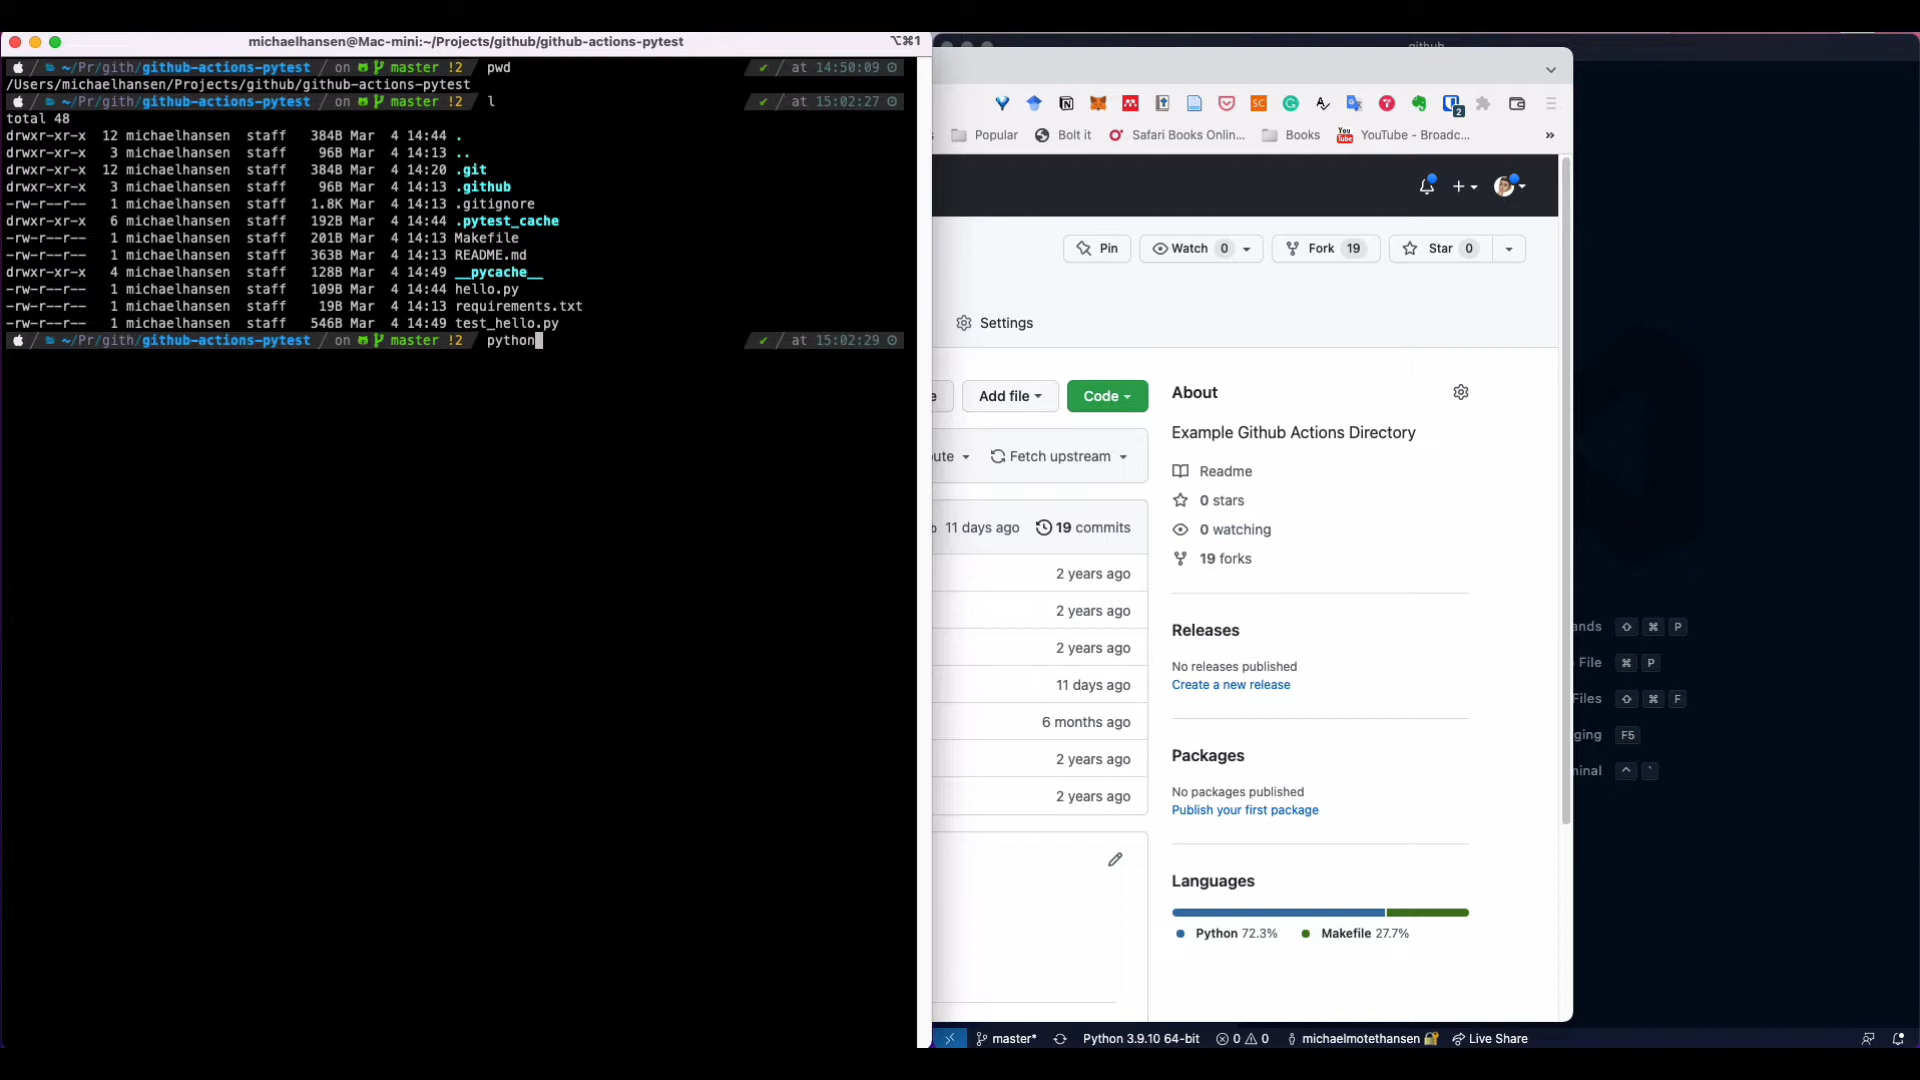 michaelhansen@Mac-mini:~/Projects/github/github-actions-pytest
⌥⌘1
~/Pr/gith/github-actions-pytest on master !2 pwd ✔ at 14:50:09
/Users/michaelhansen/Projects/github/github-actions-pytest
~/Pr/gith/github-actions-pytest on master !2 l ✔ at 15:02:27
total 48
drwxr-xr-x 12 michaelhansen staff 384B Mar 4 14:44 .
drwxr-xr-x 3 michaelhansen staff 96B Mar 4 14:13 ..
drwxr-xr-x 12 michaelhansen staff 384B Mar 4 14:20 .git
drwxr-xr-x 3 michaelhansen staff 96B Mar 4 14:13 .github
-rw-r--r-- 1 michaelhansen staff 1.8K Mar 4 14:13 .gitignore
drwxr-xr-x 6 michaelhansen staff 192B Mar 4 14:44 .pytest_cache
-rw-r--r-- 1 michaelhansen staff 201B Mar 4 14:13 Makefile
-rw-r--r-- 1 michaelhansen staff 363B Mar 4 14:13 README.md
drwxr-xr-x 4 michaelhansen staff 128B Mar 4 14:49 __pycache__
-rw-r--r-- 1 michaelhansen staff 109B Mar 4 14:44 hello.py
-rw-r--r-- 1 michaelhansen staff 19B Mar 4 14:13 requirements.txt
-rw-r--r-- 1 michaelhansen staff 546B Mar 4 14:49 test_hello.py
~/Pr/gith/github-actions-pytest on master !2 python ✔ at 15:02:29
SC
2
Popular
Bolt it
Safari Books Onlin...
Books
YouTube - Broadc...
»
Pin
Watch 0
Fork 19
Star 0
Settings
e
Add file
Code
About
Example Github Actions Directory
Readme
0 stars
0 watching
19 forks
ute
Fetch upstream
11 days ago
19 commits
2 years ago
2 years ago
2 years ago
11 days ago
6 months ago
2 years ago
2 years ago
Releases
No releases published
Create a new release
Packages
No packages published
Publish your first package
Languages
Python 72.3%
Makefile 27.7%
ands ⇧ ⌘ P
File ⌘ P
Files ⇧ ⌘ F
ging F5
minal ^ `
master*
Python 3.9.10 64-bit
0
0
michaelmotethansen
Live Share